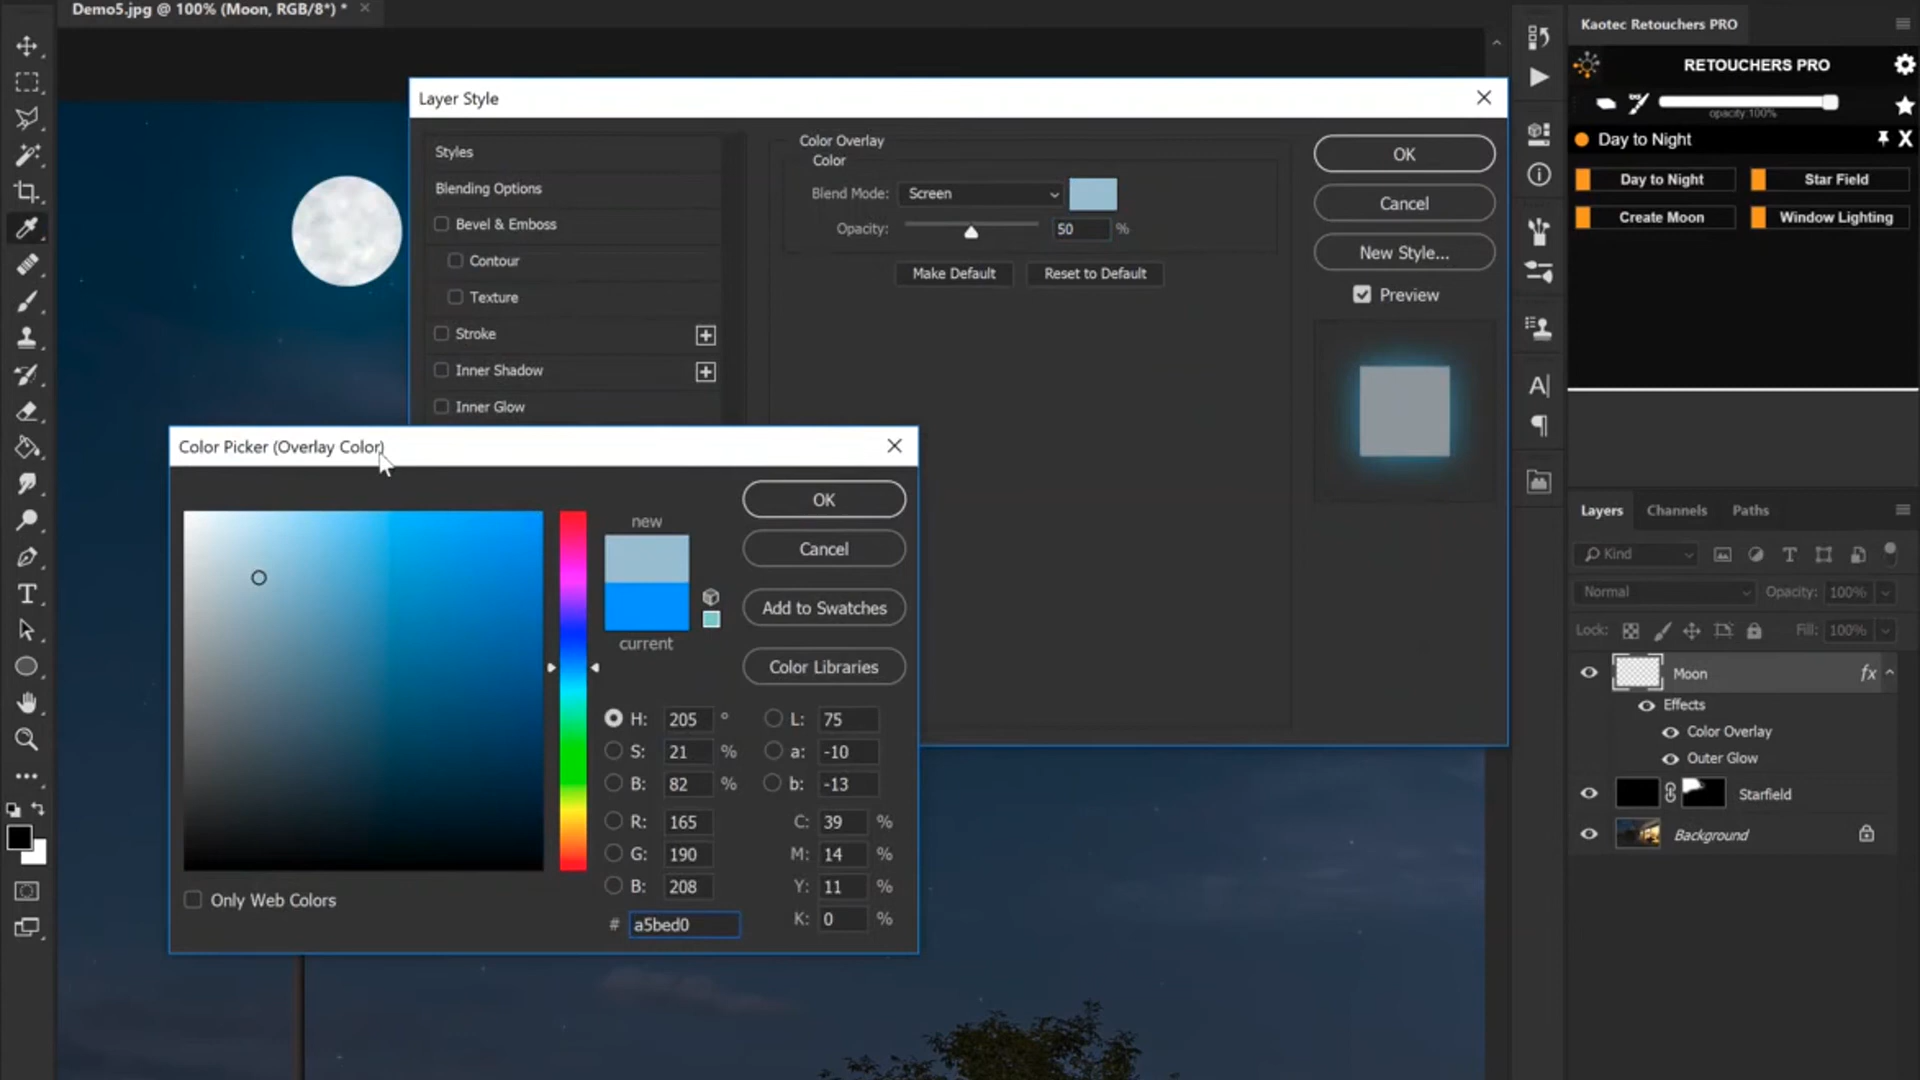 Demo5.jpg @ 100% (Moon, RGB/8*) *
Layer Style
Styles
Blending Options
Bevel & Emboss
Contour
Texture
Stroke
Inner Shadow
Inner Glow
Color Overlay
Color
Blend Mode: Screen
Opacity: 50 %
Make Default Reset to Default
OK
Cancel
New Style...
Preview
Color Picker (Overlay Color)
new
current
OK
Cancel
Add to Swatches
Color Libraries
H: 205 ° L: 75
S: 21 % a: -10
B: 82 % b: -13
R: 165 C: 39 %
G: 190 M: 14 %
B: 208 Y: 11 %
# a5bed0 K: 0 %
Only Web Colors
Kaotec Retouchers PRO
RETOUCHERS PRO
opacity:100%
Day to Night X
Day to Night Star Field
Create Moon Window Lighting
Layers Channels Paths
Kind
Normal Opacity: 100%
Lock: Fill: 100%
Moon fx
Effects
Color Overlay
Outer Glow
Starfield
Background